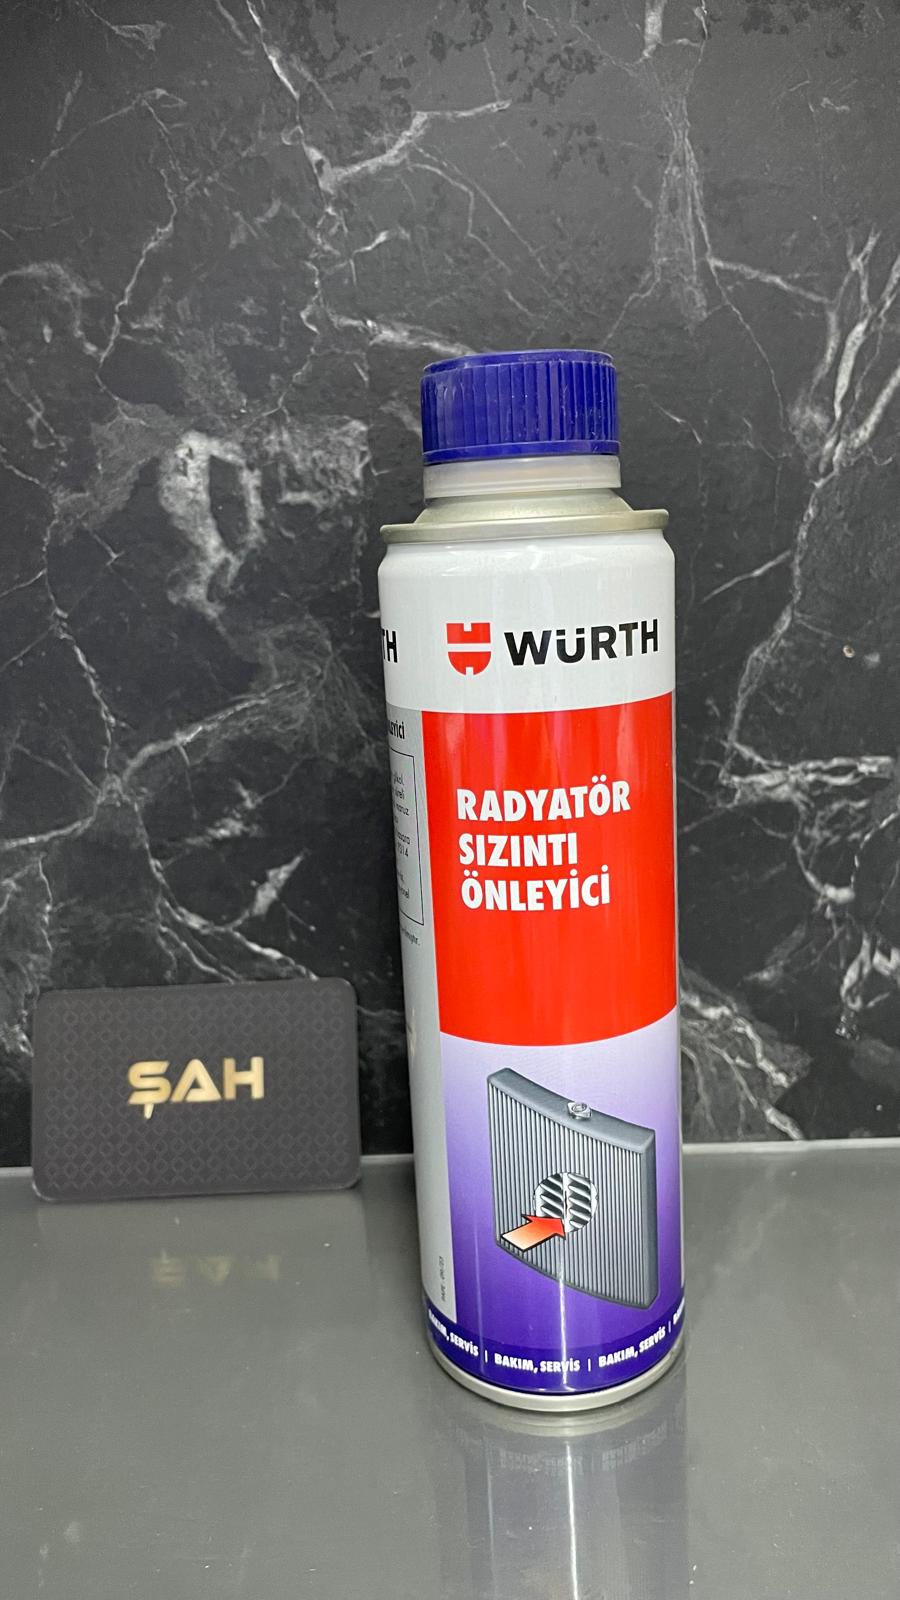 WÜRTH
RADYATÖR
SIZINTI
ÖNLEYİCİ
ŞAH
BAKIM, SERVİS | BAKIM, SERVİS | BAKIM, SERVİS |